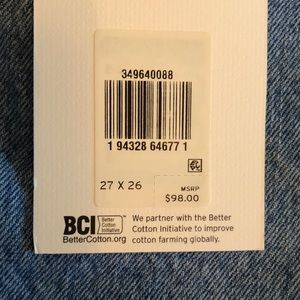 349640088
1 94328 64677 1
27 X 26
MSRP
$98.00
BCI Better Cotton Initiative™
BetterCotton.org
We partner with the Better
Cotton Initiative to improve
cotton farming globally.